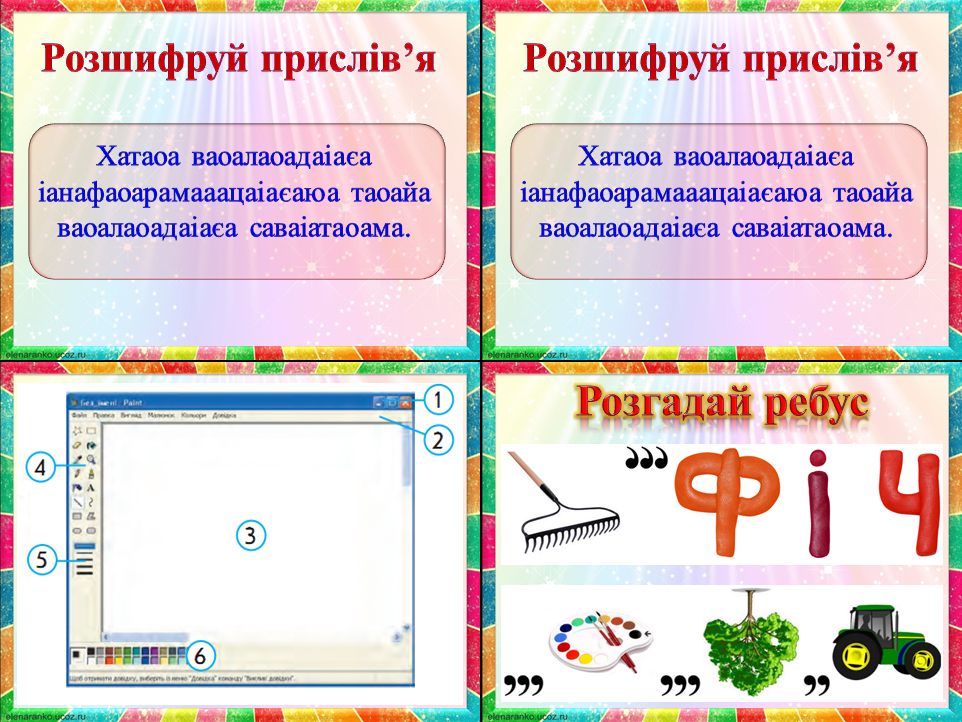 Розшифруй прислів’я
Хатаоа ваоалаоадаіаєа
іанафаоарамааацаіаєаюа таоайа
ваоалаоадаіаєа саваіатаоама.
elenaranko.ucoz.ru
Розшифруй прислів’я
Хатаоа ваоалаоадаіаєа
іанафаоарамааацаіаєаюа таоайа
ваоалаоадаіаєа саваіатаоама.
elenaranko.ucoz.ru
без_імені - Paint
1
Файл Правка Вигляд Малюнок Кольори Довідка
2
4
3
5
6
Щоб отримати довідку, виберіть із меню "Довідка" команду "Виклик довідки".
elenaranko.ucoz.ru
Розгадай ребус
,,, Ф і Ч
,,, ,,, ,,
elenaranko.ucoz.ru